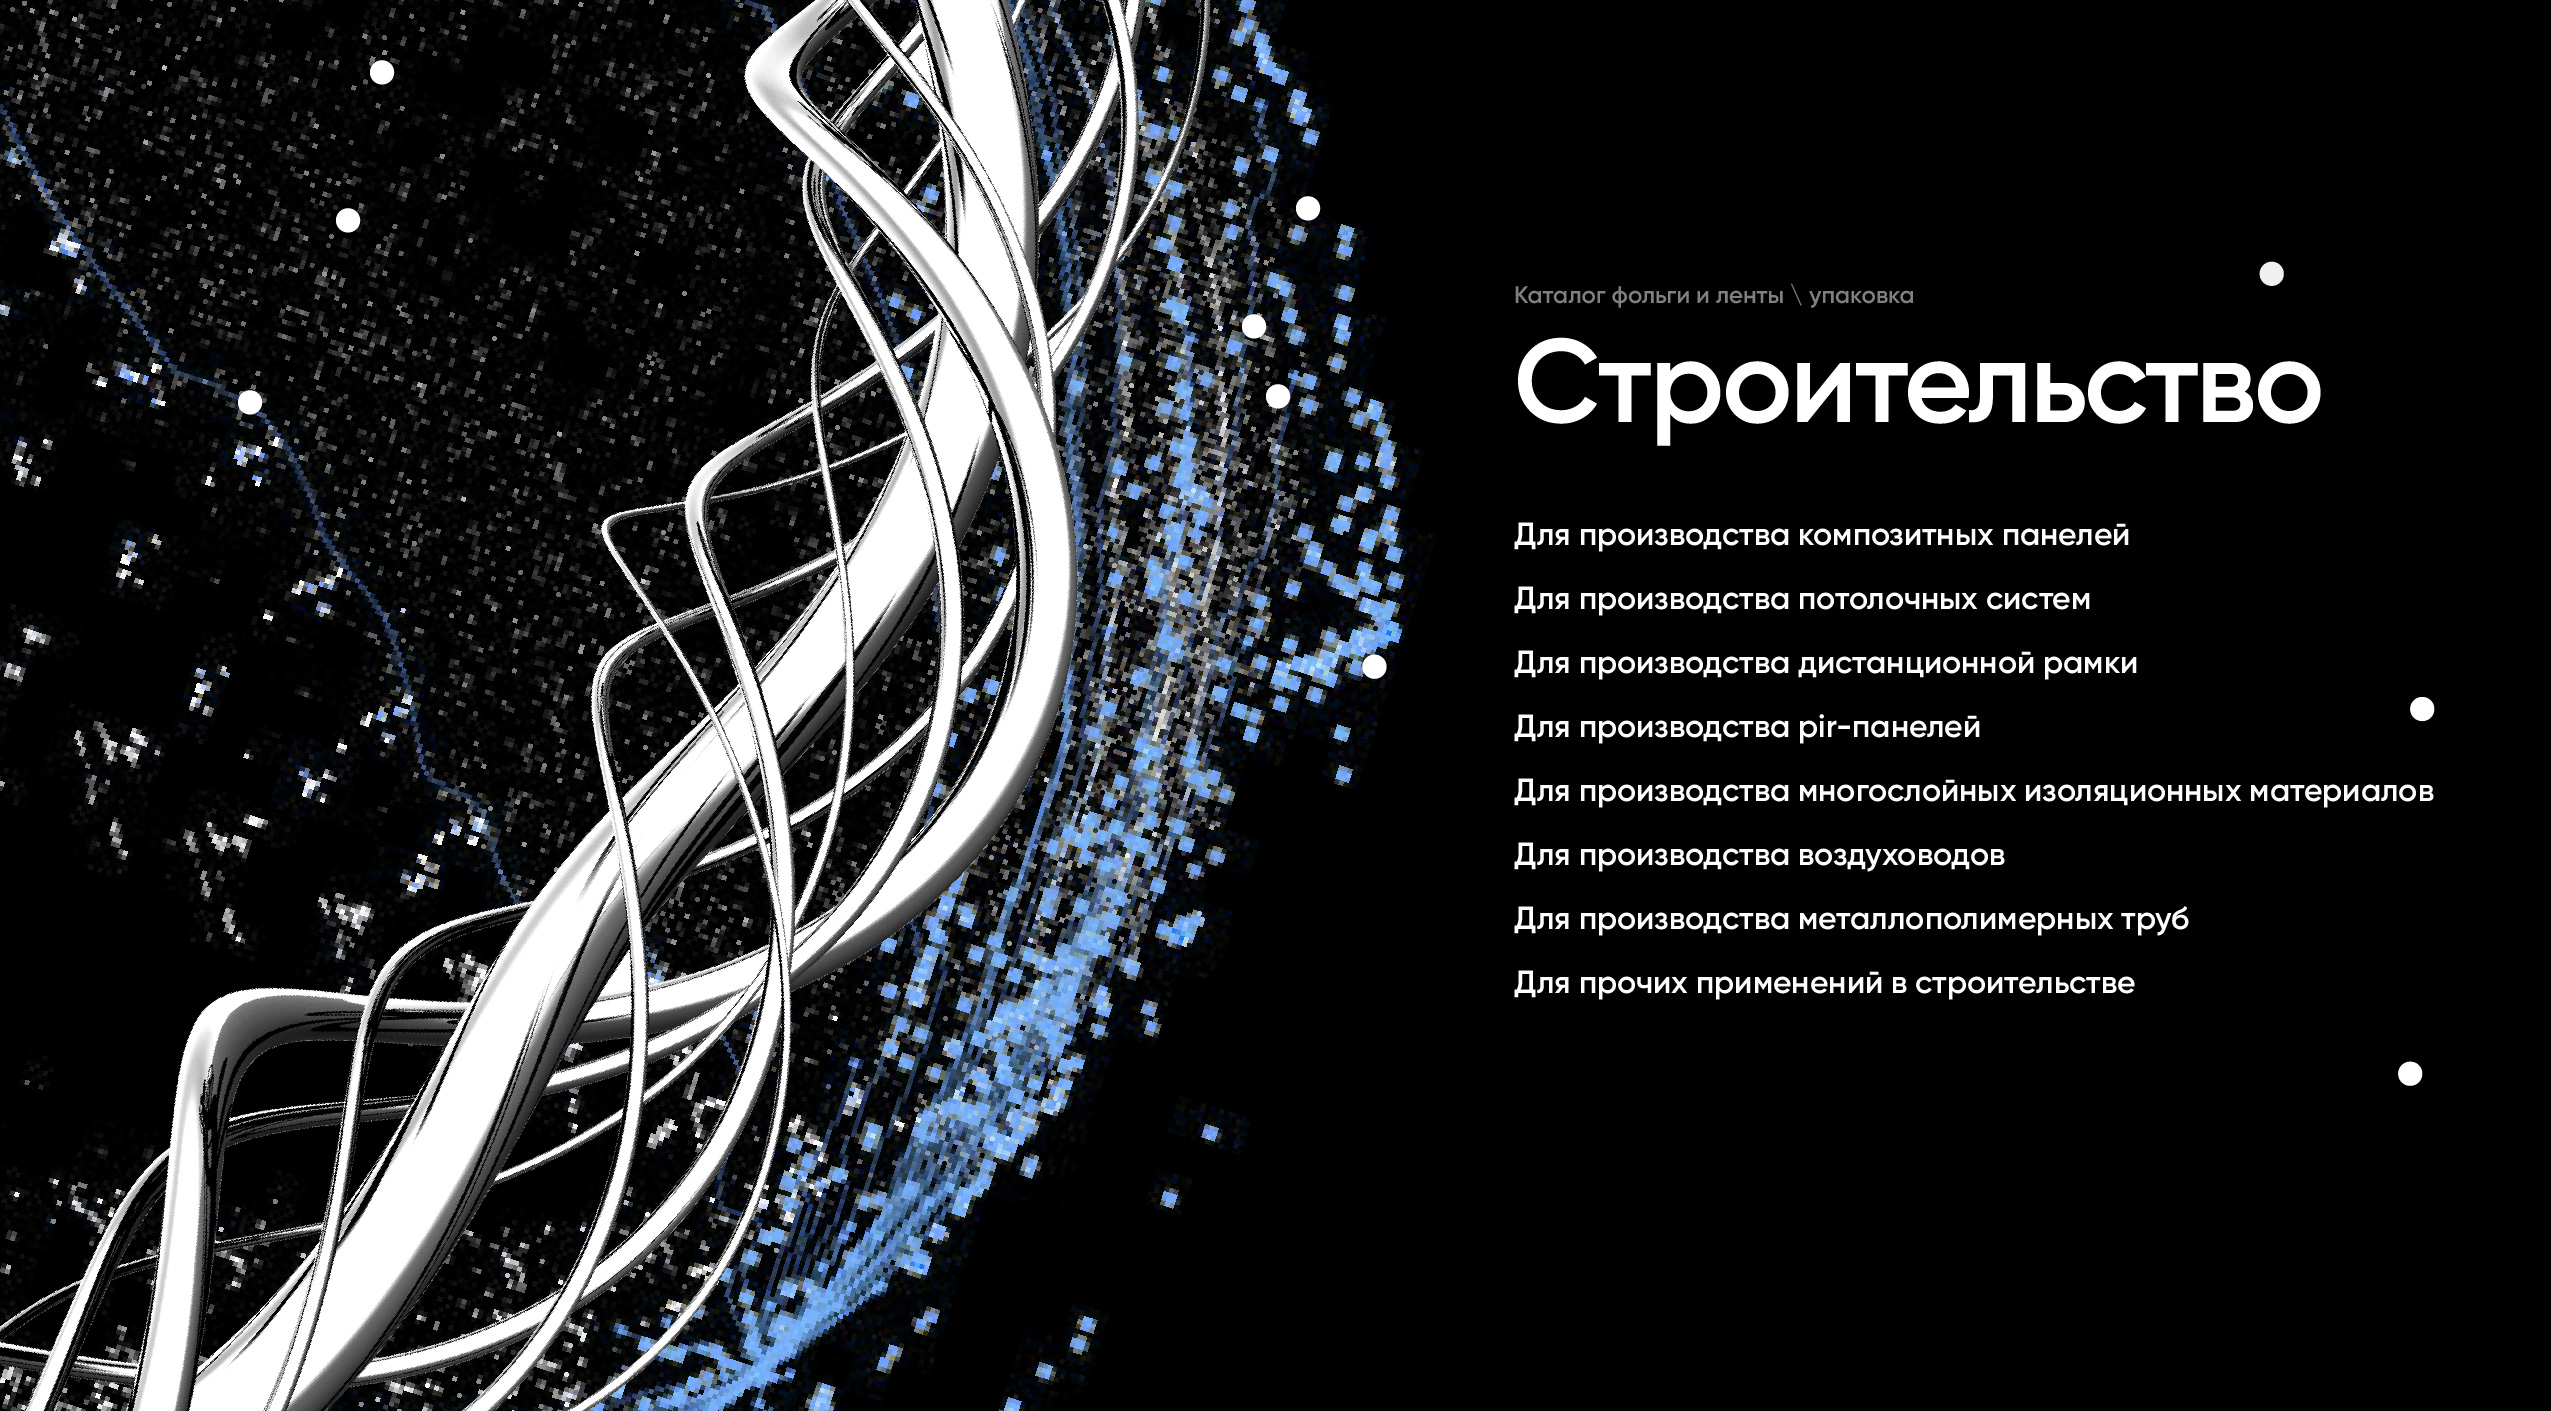 Каталог фольги и ленты \ упаковка
Строительство
Для производства композитных панелей
Для производства потолочных систем
Для производства дистанционной рамки
Для производства pir-панелей
Для производства многослойных изоляционных материалов
Для производства воздуховодов
Для производства металлополимерных труб
Для прочих применений в строительстве